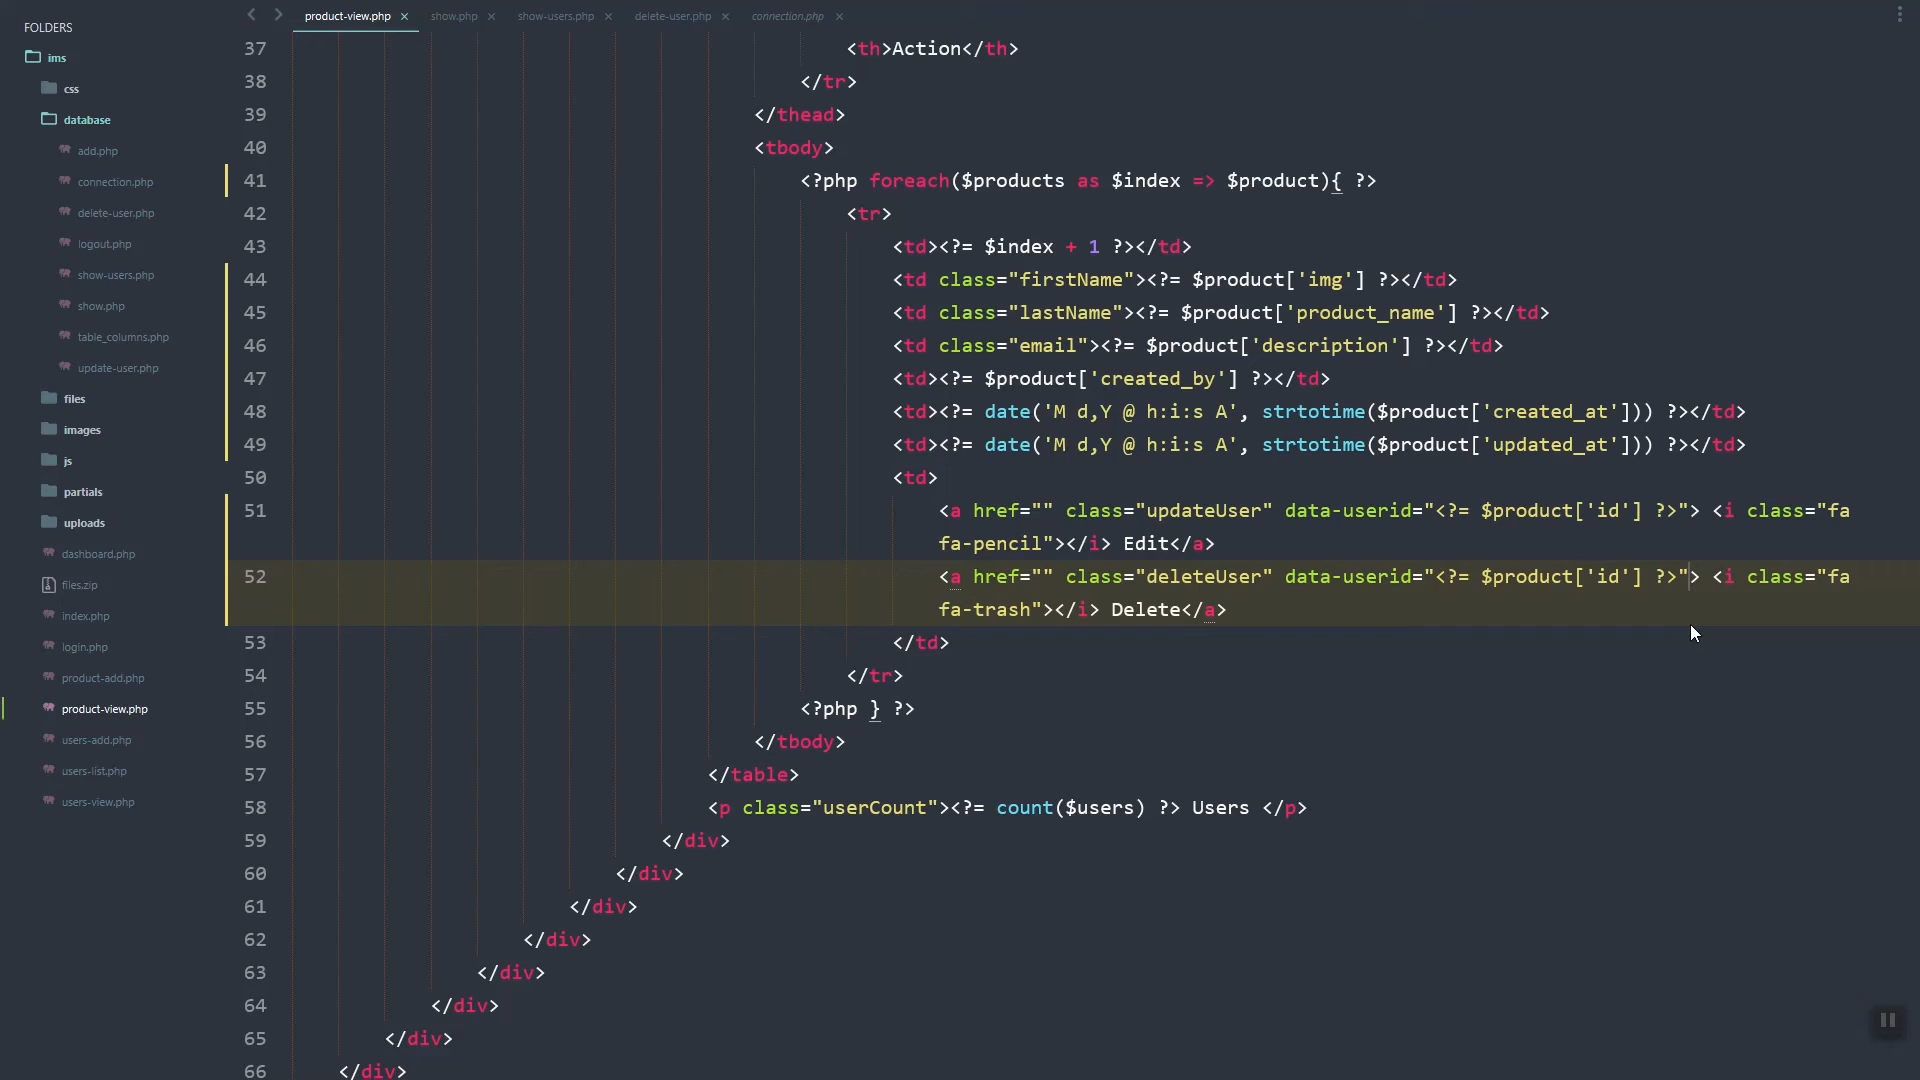 FOLDERS
ims
css
database
add.php
connection.php
delete-user.php
logout.php
show-users.php
show.php
table_columns.php
update-user.php
files
images
js
partials
uploads
dashboard.php
files.zip
index.php
login.php
product-add.php
product-view.php
users-add.php
users-list.php
users-view.php
product-view.php × show.php × show-users.php × delete-user.php × connection.php ×
37 <th>Action</th>
38 </tr>
39 </thead>
40 <tbody>
41 <?php foreach($products as $index => $product){ ?>
42 <tr>
43 <td><?= $index + 1 ?></td>
44 <td class="firstName"><?= $product['img'] ?></td>
45 <td class="lastName"><?= $product['product_name'] ?></td>
46 <td class="email"><?= $product['description'] ?></td>
47 <td><?= $product['created_by'] ?></td>
48 <td><?= date('M d,Y @ h:i:s A', strtotime($product['created_at'])) ?></td>
49 <td><?= date('M d,Y @ h:i:s A', strtotime($product['updated_at'])) ?></td>
50 <td>
51 <a href="" class="updateUser" data-userid="<?= $product['id'] ?>"> <i class="fa
fa-pencil"></i> Edit</a>
52 <a href="" class="deleteUser" data-userid="<?= $product['id'] ?>"> <i class="fa
fa-trash"></i> Delete</a>
53 </td>
54 </tr>
55 <?php } ?>
56 </tbody>
57 </table>
58 <p class="userCount"><?= count($users) ?> Users </p>
59 </div>
60 </div>
61 </div>
62 </div>
63 </div>
64 </div>
65 </div>
66 </div>